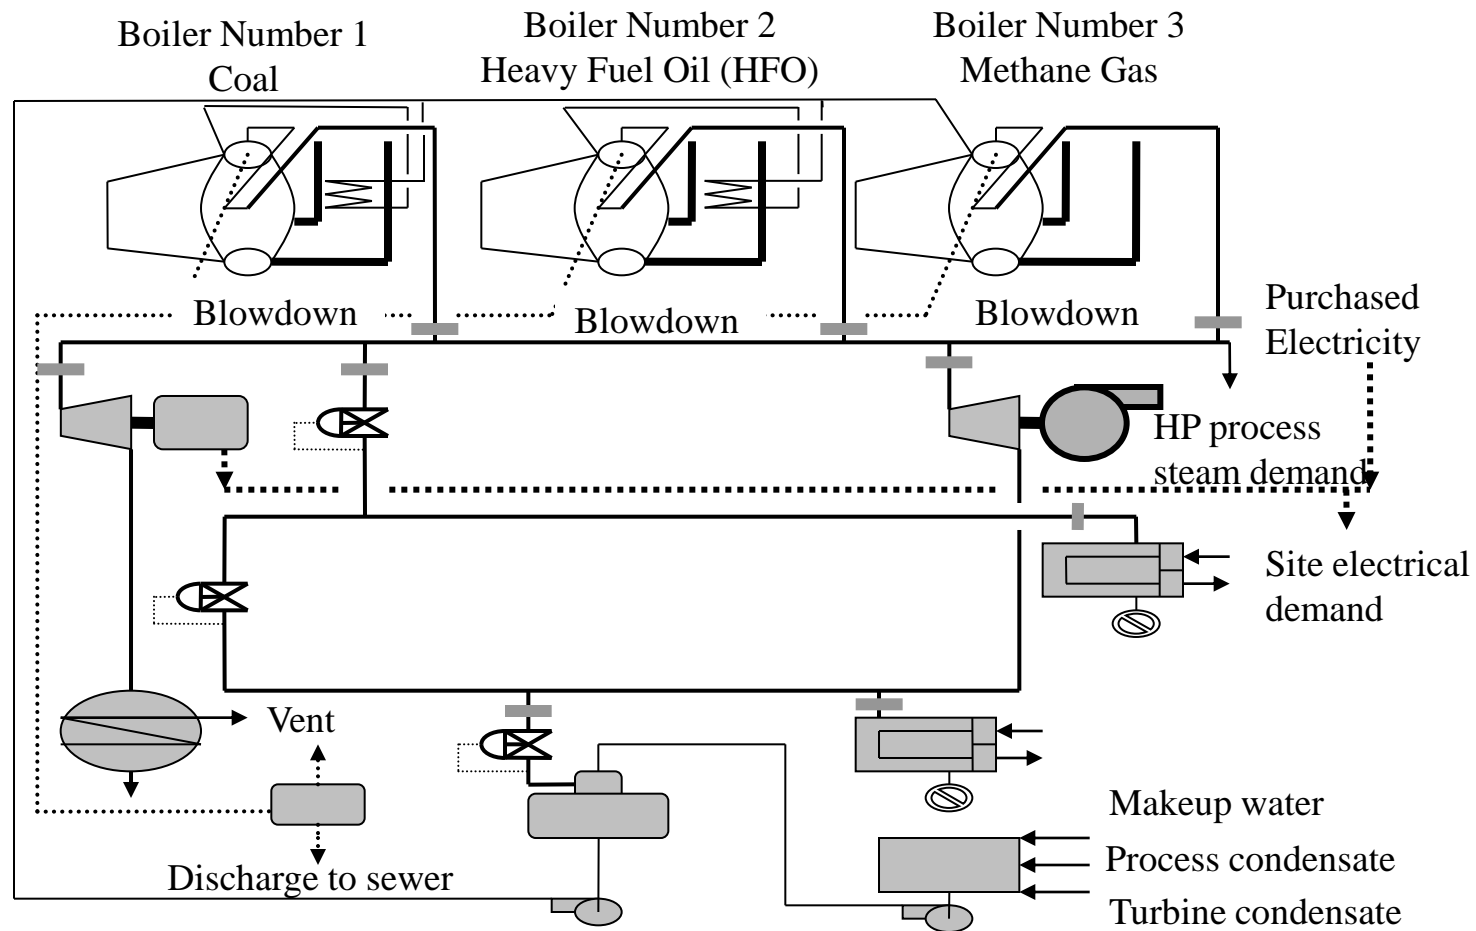 Boiler Number 1
Coal
Boiler Number 2
Heavy Fuel Oil (HFO)
Boiler Number 3
Methane Gas
Blowdown
Blowdown
Blowdown
Purchased
Electricity
HP process
steam demand
Site electrical
demand
Vent
Discharge to sewer
Makeup water
Process condensate
Turbine condensate